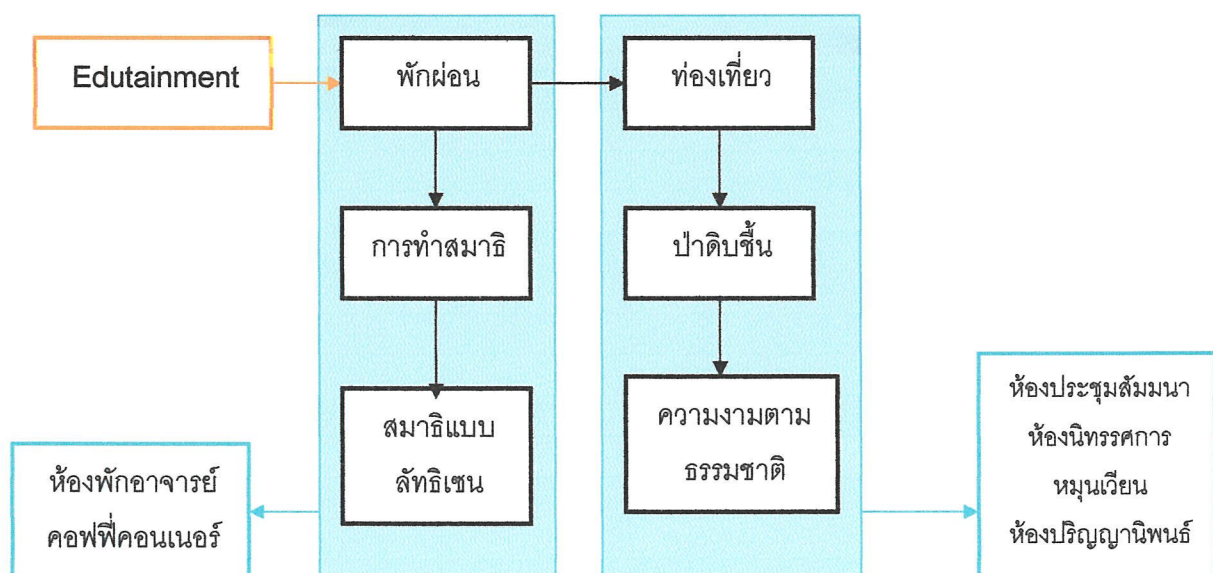 Edutainment
พักผ่อน
ท่องเที่ยว
การทำสมาธิ
ป่าดิบชื้น
สมาธิแบบ
ลัทธิเซน
ความงามตาม
ธรรมชาติ
ห้องพักอาจารย์
คอฟฟี่คอนเนอร์
ห้องประชุมสัมมนา
ห้องนิทรรศการ
หมุนเวียน
ห้องปริญญานิพนธ์